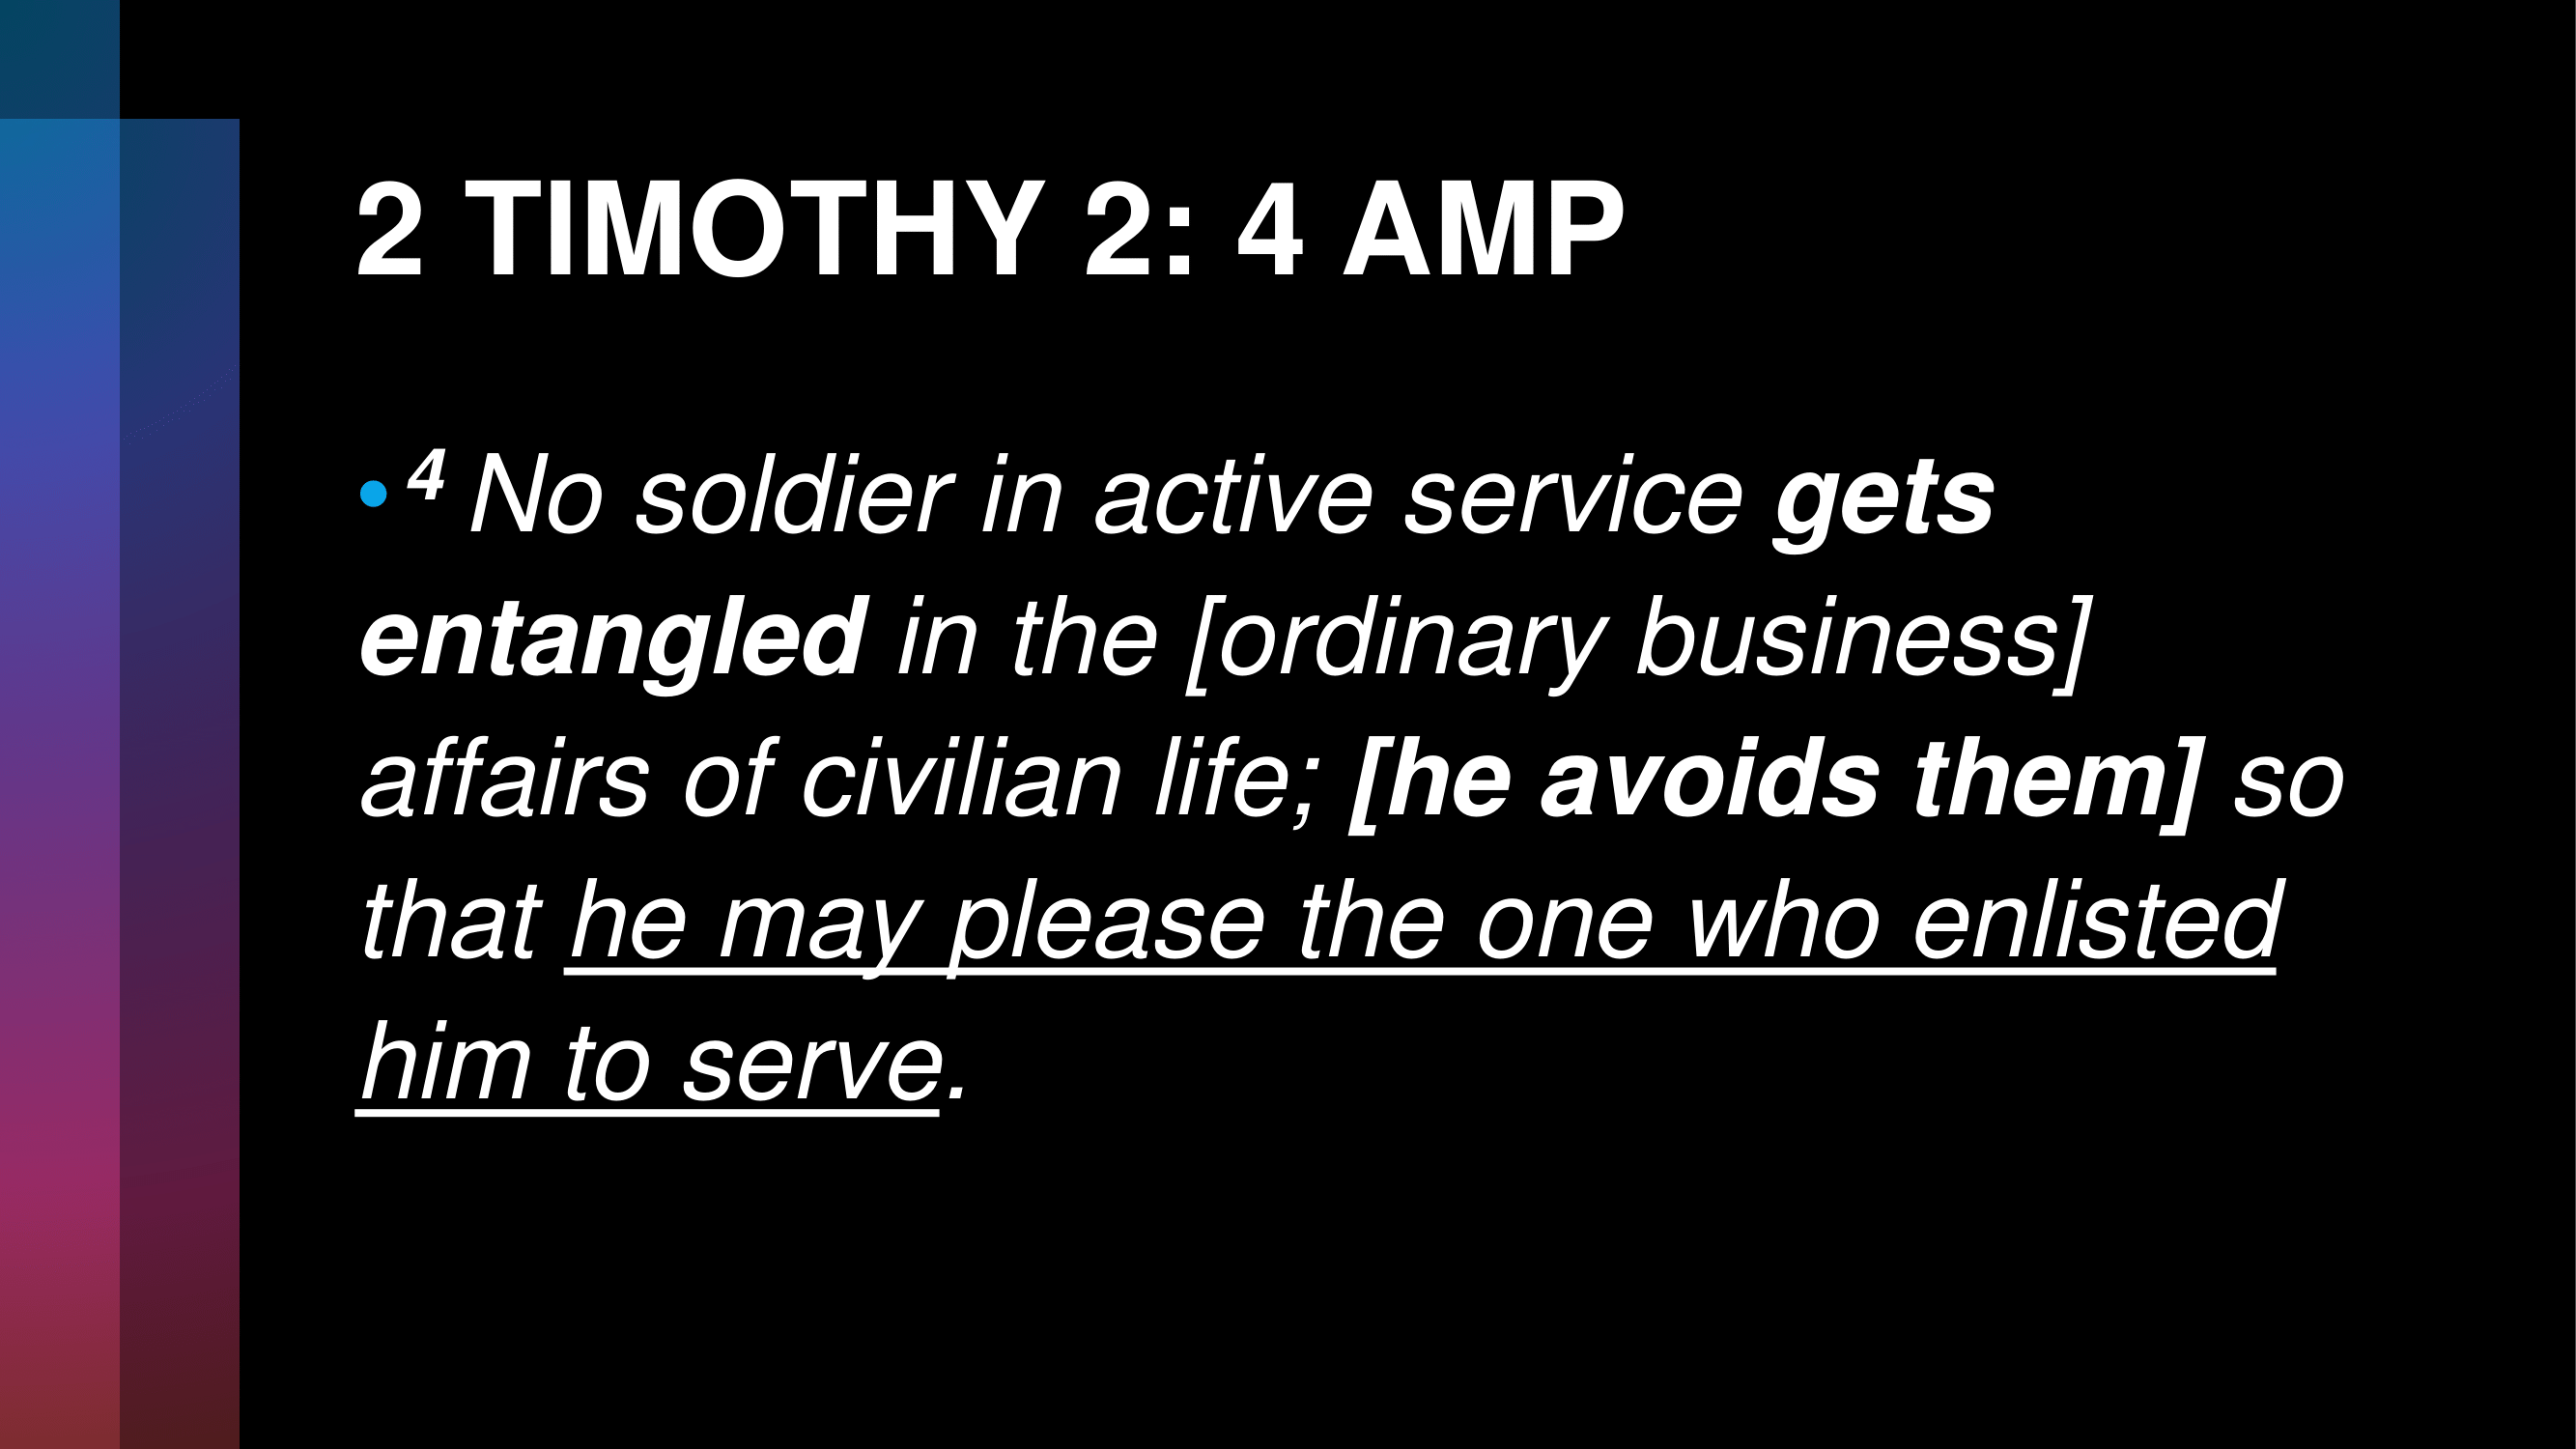 2 TIMOTHY 2: 4 AMP
• 4 No soldier in active service gets
entangled in the [ordinary business]
affairs of civilian life; [he avoids them] so
that he may please the one who enlisted
him to serve.